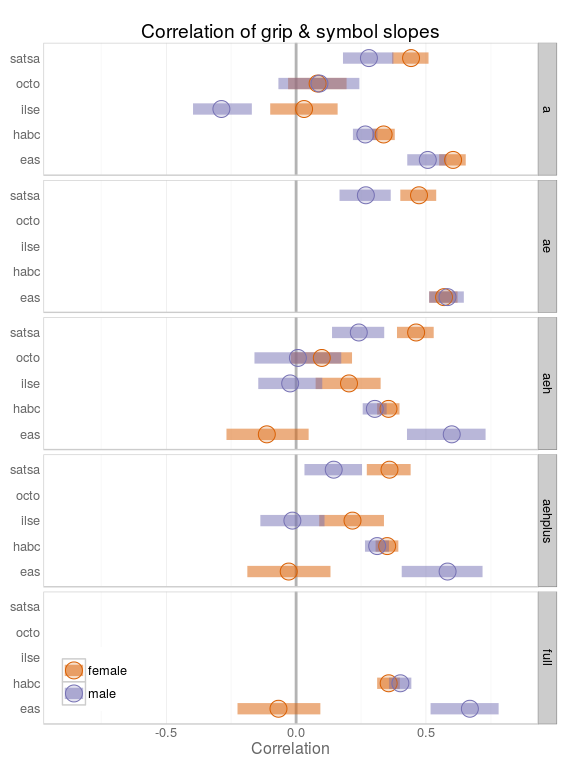 Correlation of grip & symbol slopes
satsa
octo
ilse
habc
eas
a
satsa
octo
ilse
habc
eas
ae
satsa
octo
ilse
habc
eas
aeh
satsa
octo
ilse
habc
eas
aehplus
satsa
octo
ilse
habc
eas
full
female
male
-0.5 0.0 0.5
Correlation